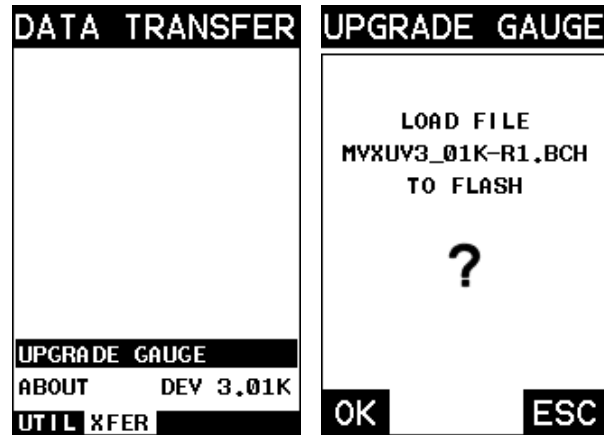 DATA TRANSFER
UPGRADE GAUGE
ABOUT DEV 3.01K
UTIL XFER
UPGRADE GAUGE
LOAD FILE
MVXUV3_01K-R1.BCH
TO FLASH
?
OK ESC